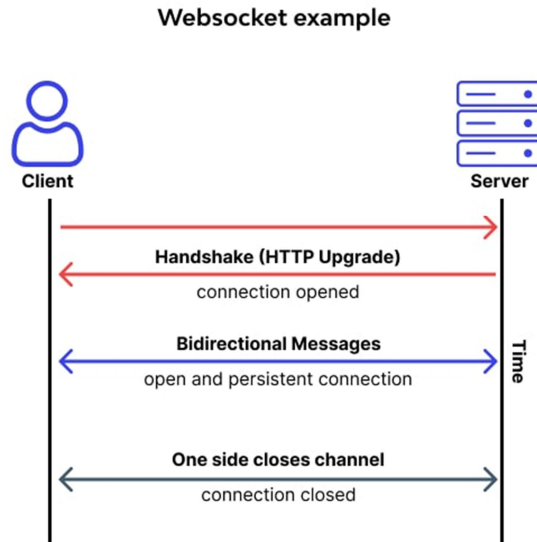 Websocket example
Client
Server
Handshake (HTTP Upgrade)
connection opened
Bidirectional Messages
open and persistent connection
Time
One side closes channel
connection closed